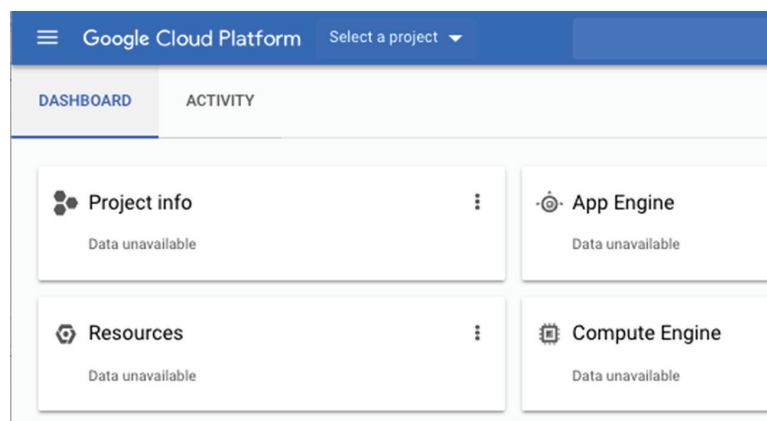 Google Cloud Platform Select a project
DASHBOARD ACTIVITY
Project info
Data unavailable
App Engine
Data unavailable
Resources
Data unavailable
Compute Engine
Data unavailable